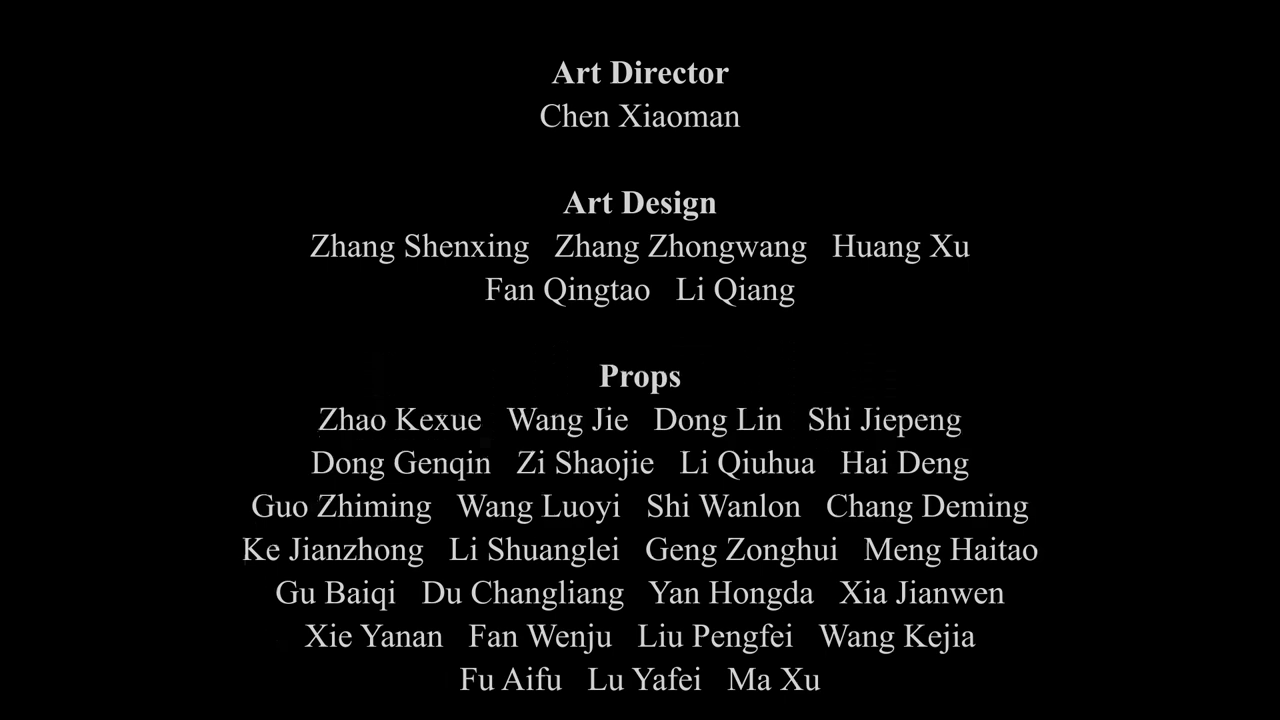 Art Director
Chen Xiaoman
Art Design
Zhang Shenxing Zhang Zhongwang Huang Xu
Fan Qingtao Li Qiang
Props
Zhao Kexue Wang Jie Dong Lin Shi Jiepeng
Dong Genqin Zi Shaojie Li Qiuhua Hai Deng
Guo Zhiming Wang Luoyi Shi Wanlon Chang Deming
Ke Jianzhong Li Shuanglei Geng Zonghui Meng Haitao
Gu Baiqi Du Changliang Yan Hongda Xia Jianwen
Xie Yanan Fan Wenju Liu Pengfei Wang Kejia
Fu Aifu Lu Yafei Ma Xu